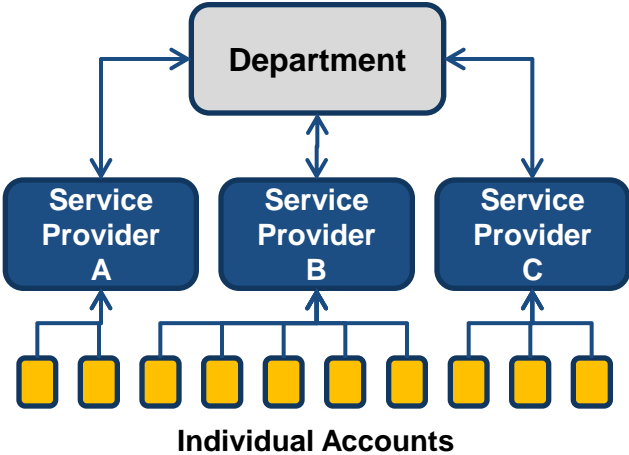 Department
Service
Provider
A
Service
Provider
B
Service
Provider
C
Individual Accounts